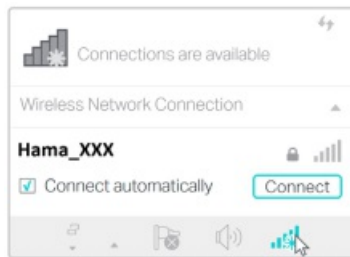 Connections are available
Wireless Network Connection
Hama_XXX
Connect automatically
Connect